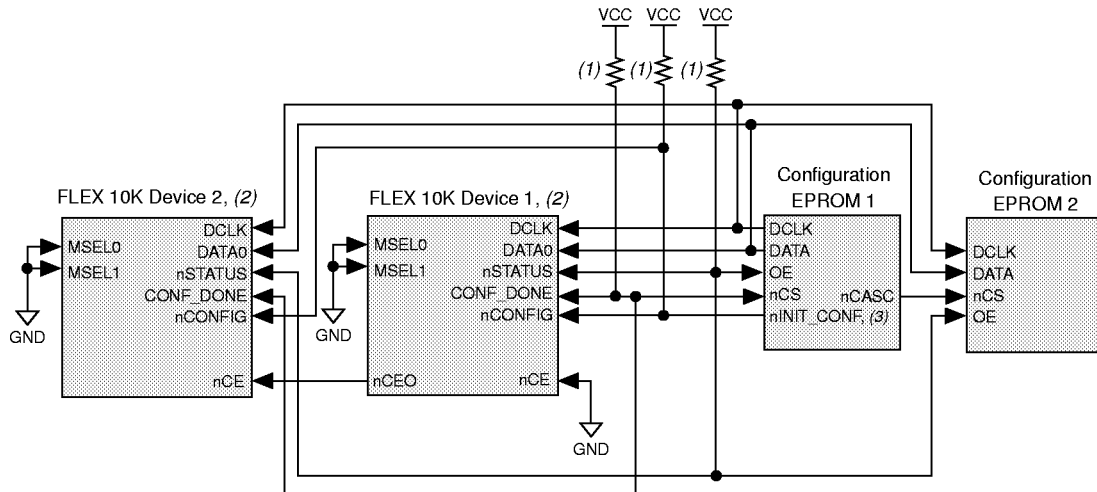 VCC VCC VCC
(1) (1) (1)
FLEX 10K Device 2, (2)
DCLK
DATA0
MSEL0
MSEL1
nSTATUS
CONF_DONE
nCONFIG
nCE
GND
FLEX 10K Device 1, (2)
DCLK
DATA0
MSEL0
MSEL1
nSTATUS
CONF_DONE
nCONFIG
nCEO
nCE
GND
GND
Configuration
EPROM 1
DCLK
DATA
OE
nCS
nCASC
nINIT_CONF, (3)
Configuration
EPROM 2
DCLK
DATA
nCS
OE